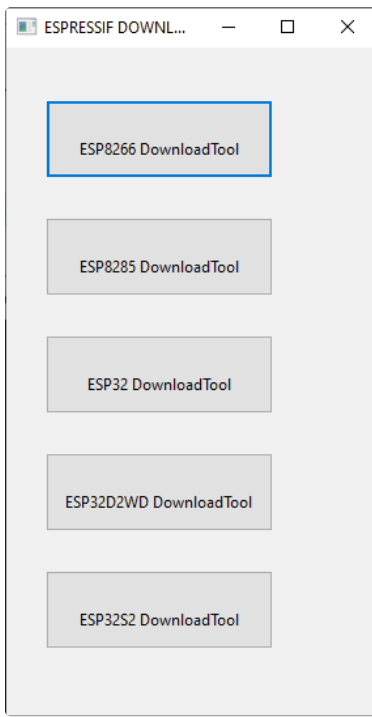 ESPRESSIF DOWNL...
ESP8266 DownloadTool
ESP8285 DownloadTool
ESP32 DownloadTool
ESP32D2WD DownloadTool
ESP32S2 DownloadTool